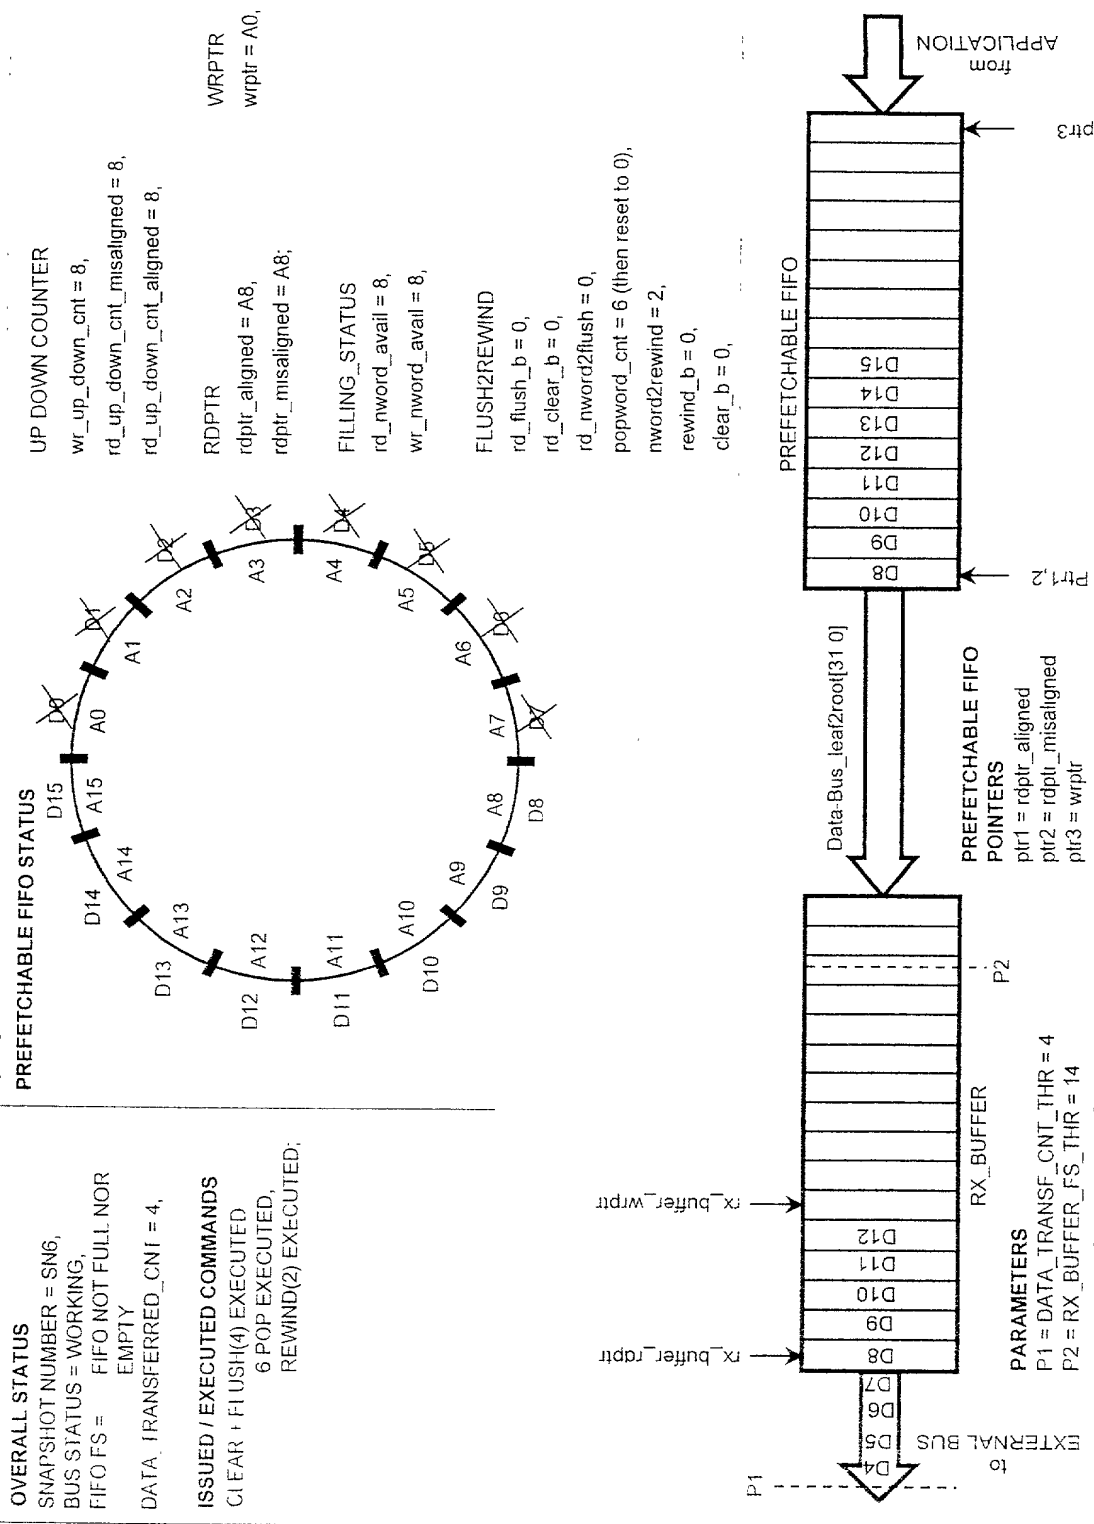 OVERALL STATUS
SNAPSHOT NUMBER = SN6,
BUS STATUS = WORKING,
FIFO FS = FIFO NOT FULL NOR
EMPTY
DATA_TRANSFERRED_CNT = 4,
ISSUED / EXECUTED COMMANDS
CLEAR + FLUSH(4) EXECUTED
6 POP EXECUTED,
REWIND(2) EXECUTED;
PREFETCHABLE FIFO STATUS
D0
D1
D2
D3
D4
D5
D6
D7
D8
D9
D10
D11
D12
D13
D14
D15
A0
A1
A2
A3
A4
A5
A6
A7
A8
A9
A10
A11
A12
A13
A14
A15
UP DOWN COUNTER
wr_up_down_cnt = 8,
rd_up_down_cnt_misaligned = 8,
rd_up_down_cnt_aligned = 8,
RDPTR
rdptr_aligned = A8,
rdptr_misaligned = A8;
WRPTR
wrptr = A0,
FILLING_STATUS
rd_nword_avail = 8,
wr_nword_avail = 8,
FLUSH2REWIND
rd_flush_b = 0,
rd_clear_b = 0,
rd_nword2flush = 0,
popword_cnt = 6 (then reset to 0),
nword2rewind = 2,
rewind_b = 0,
clear_b = 0,
P1
to
EXTERNAL BUS
D4
D5
D6
D7
rx_buffer_rdptr
rx_buffer_wrptr
D8
D9
D10
D11
D12
RX_BUFFER
P2
PARAMETERS
P1 = DATA_TRANSF_CNT_THR = 4
P2 = RX_BUFFER_FS_THR = 14
Data-Bus_leaf2root[31 0]
PREFETCHABLE FIFO
POINTERS
ptr1 = rdptr_aligned
ptr2 = rdptr_misaligned
ptr3 = wrptr
PREFETCHABLE FIFO
D8
D9
D10
D11
D12
D13
D14
D15
Ptr1,2
ptr3
from
APPLICATION